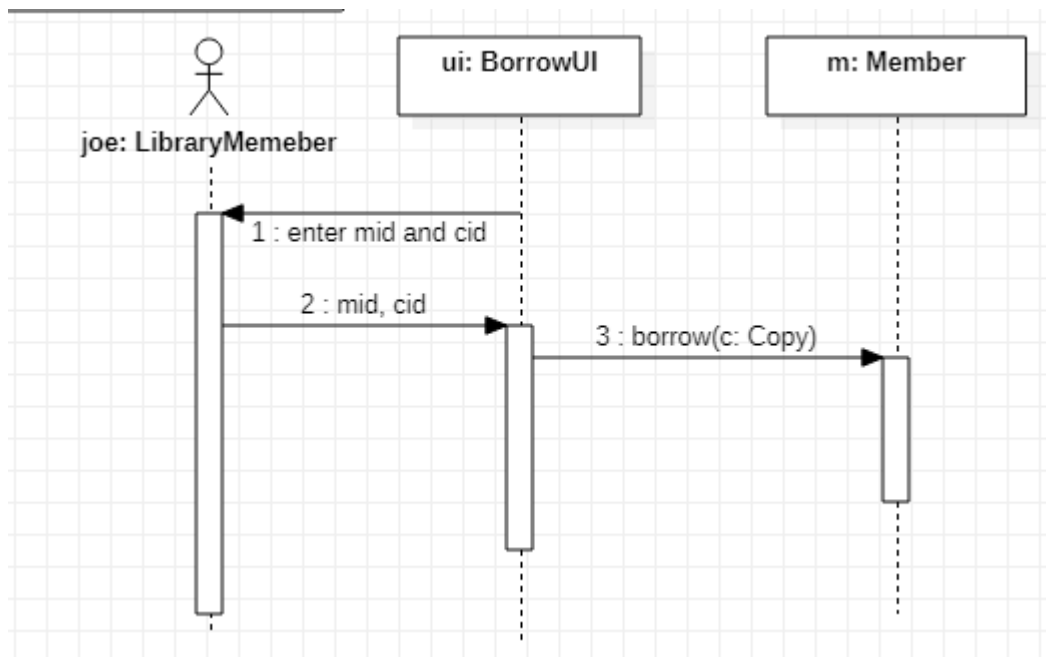 ui: BorrowUI
m: Member
joe: LibraryMemeber
1 : enter mid and cid
2 : mid, cid
3 : borrow(c: Copy)